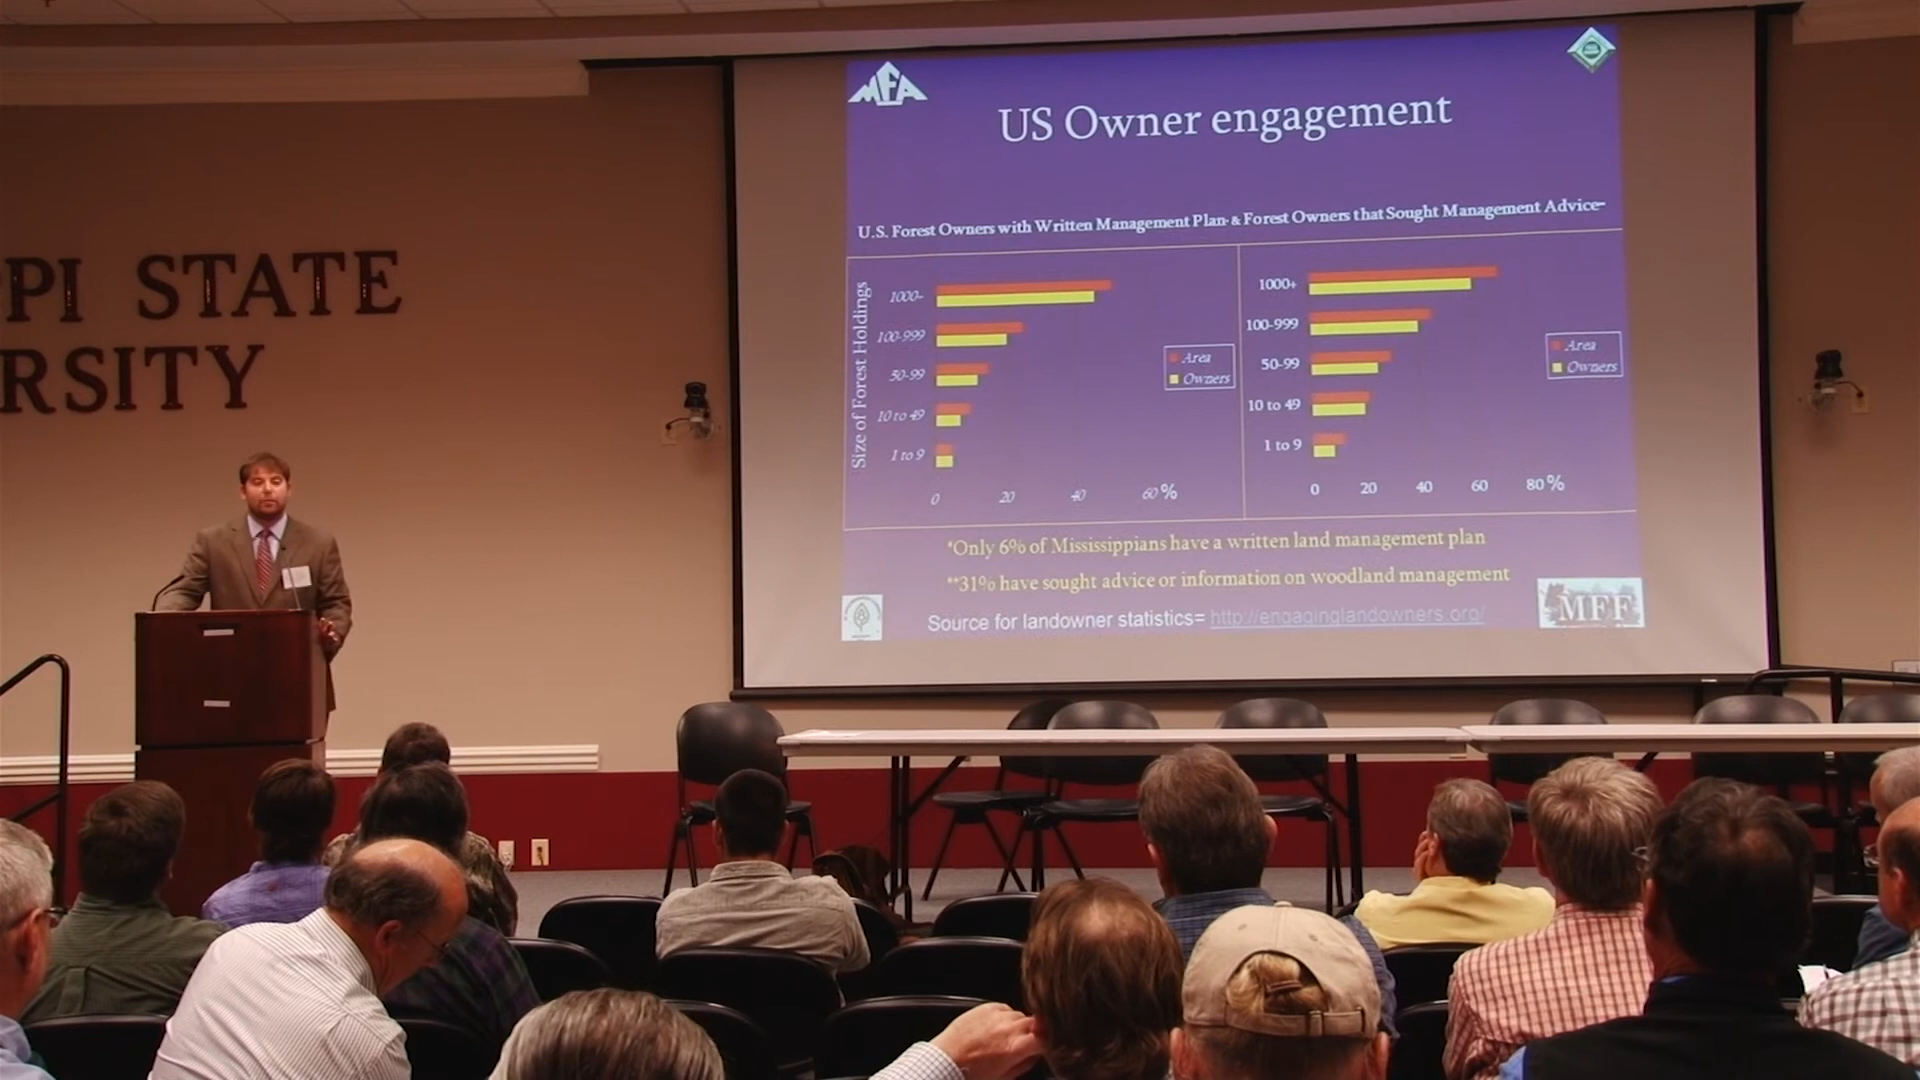 PPI STATE
RSITY
MFA
US Owner engagement
U.S. Forest Owners with Written Management Plan* & Forest Owners that Sought Management Advice**
Size of Forest Holdings
1000+
100-999
50-99
10 to 49
1 to 9
0 20 40 60 %
Area
Owners
1000+
100-999
50-99
10 to 49
1 to 9
0 20 40 60 80 %
Area
Owners
*Only 6% of Mississippians have a written land management plan
**31% have sought advice or information on woodland management
Source for landowner statistics= http://engaginglandowners.org/
MFF